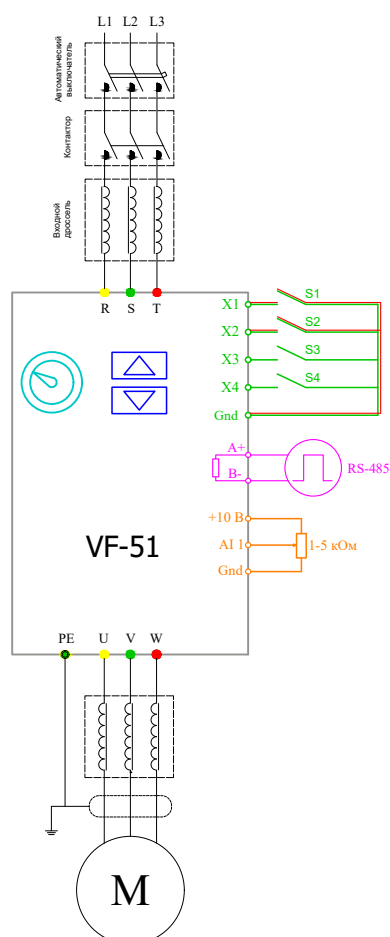 L1 L2 L3
Автоматический
выключатель
Контактор
Входной
дроссель
R S T
X1 S1
X2 S2
X3 S3
X4 S4
Gnd
A+
RS-485
B-
+10 В
AI 1 1-5 кОм
Gnd
VF-51
PE U V W
M